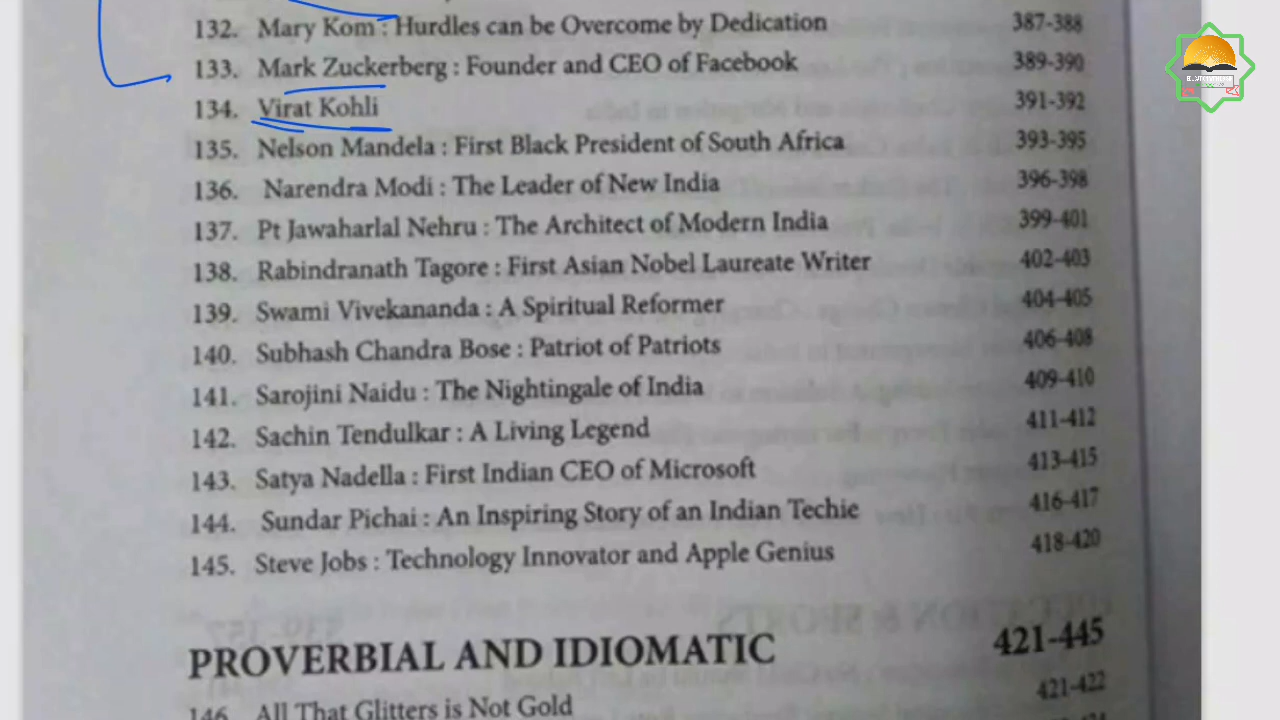 132. Mary Kom : Hurdles can be Overcome by Dedication 387-388
133. Mark Zuckerberg : Founder and CEO of Facebook 389-390
134. Virat Kohli 391-392
135. Nelson Mandela : First Black President of South Africa 393-395
136. Narendra Modi : The Leader of New India 396-398
137. Pt Jawaharlal Nehru : The Architect of Modern India 399-401
138. Rabindranath Tagore : First Asian Nobel Laureate Writer 402-403
139. Swami Vivekananda : A Spiritual Reformer 404-405
140. Subhash Chandra Bose : Patriot of Patriots 406-408
141. Sarojini Naidu : The Nightingale of India 409-410
142. Sachin Tendulkar : A Living Legend 411-412
143. Satya Nadella : First Indian CEO of Microsoft 413-415
144. Sundar Pichai : An Inspiring Story of an Indian Techie 416-417
145. Steve Jobs : Technology Innovator and Apple Genius 418-420
PROVERBIAL AND IDIOMATIC 421-445
146. All That Glitters is Not Gold 421-422